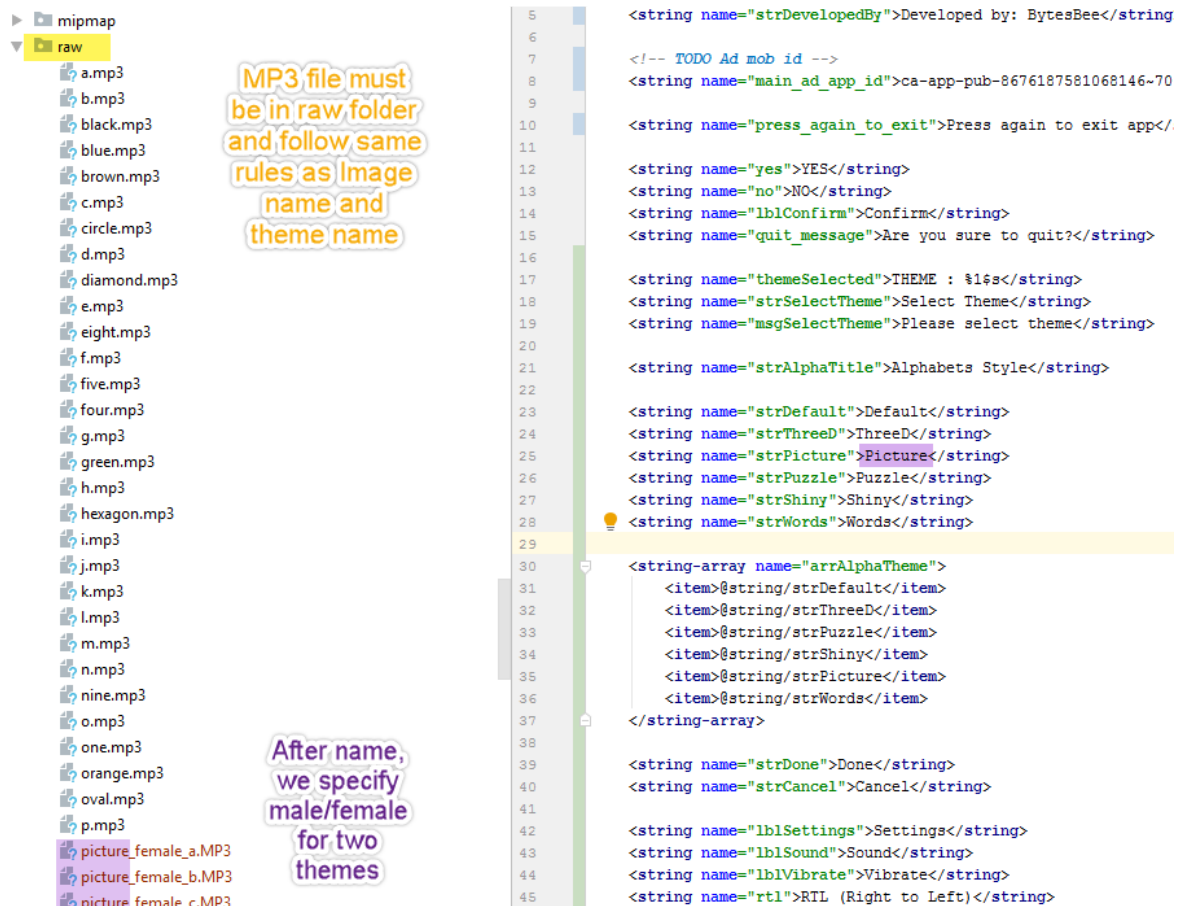 mipmap
raw
a.mp3
b.mp3
black.mp3
blue.mp3
brown.mp3
c.mp3
circle.mp3
d.mp3
diamond.mp3
e.mp3
eight.mp3
f.mp3
five.mp3
four.mp3
g.mp3
green.mp3
h.mp3
hexagon.mp3
i.mp3
j.mp3
k.mp3
l.mp3
m.mp3
n.mp3
nine.mp3
o.mp3
one.mp3
orange.mp3
oval.mp3
p.mp3
picture_female_a.MP3
picture_female_b.MP3
picture_female_c.MP3
MP3 file must
be in raw folder
and follow same
rules as Image
name and
theme name
After name,
we specify
male/female
for two
themes
5 <string name="strDevelopedBy">Developed by: BytesBee</string
6
7 <!-- TODO Ad mob id -->
8 <string name="main_ad_app_id">ca-app-pub-8676187581068146~70
9
10 <string name="press_again_to_exit">Press again to exit app</
11
12 <string name="yes">YES</string>
13 <string name="no">NO</string>
14 <string name="lblConfirm">Confirm</string>
15 <string name="quit_message">Are you sure to quit?</string>
16
17 <string name="themeSelected">THEME : %1$s</string>
18 <string name="strSelectTheme">Select Theme</string>
19 <string name="msgSelectTheme">Please select theme</string>
20
21 <string name="strAlphaTitle">Alphabets Style</string>
22
23 <string name="strDefault">Default</string>
24 <string name="strThreeD">ThreeD</string>
25 <string name="strPicture">Picture</string>
26 <string name="strPuzzle">Puzzle</string>
27 <string name="strShiny">Shiny</string>
28 <string name="strWords">Words</string>
29
30 <string-array name="arrAlphaTheme">
31 <item>@string/strDefault</item>
32 <item>@string/strThreeD</item>
33 <item>@string/strPuzzle</item>
34 <item>@string/strShiny</item>
35 <item>@string/strPicture</item>
36 <item>@string/strWords</item>
37 </string-array>
38
39 <string name="strDone">Done</string>
40 <string name="strCancel">Cancel</string>
41
42 <string name="lblSettings">Settings</string>
43 <string name="lblSound">Sound</string>
44 <string name="lblVibrate">Vibrate</string>
45 <string name="rtl">RTL (Right to Left)</string>